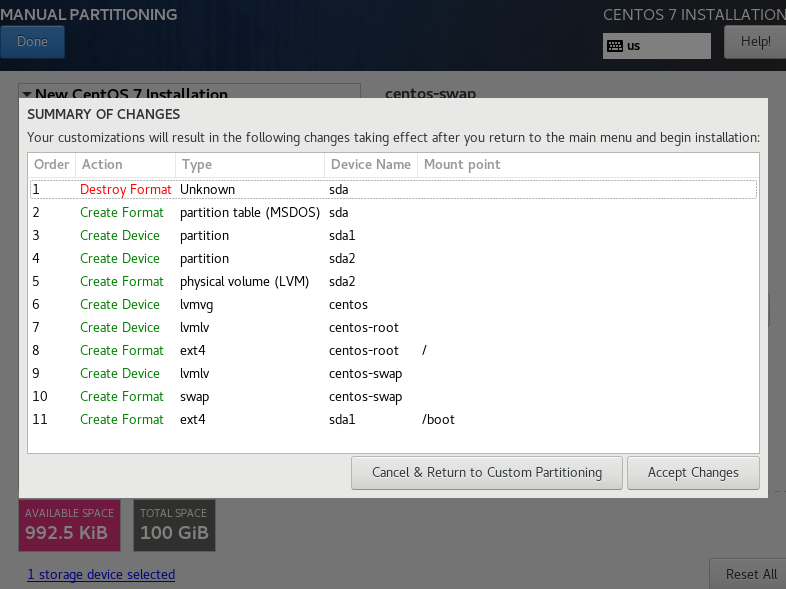 MANUAL PARTITIONING
CENTOS 7 INSTALLATION
Done
us
Help!
New CentOS 7 Installation
centos-swap
SUMMARY OF CHANGES
Your customizations will result in the following changes taking effect after you return to the main menu and begin installation:
Order Action Type Device Name Mount point
1 Destroy Format Unknown sda
2 Create Format partition table (MSDOS) sda
3 Create Device partition sda1
4 Create Device partition sda2
5 Create Format physical volume (LVM) sda2
6 Create Device lvmvg centos
7 Create Device lvmlv centos-root
8 Create Format ext4 centos-root /
9 Create Device lvmlv centos-swap
10 Create Format swap centos-swap
11 Create Format ext4 sda1 /boot
Cancel & Return to Custom Partitioning
Accept Changes
AVAILABLE SPACE
992.5 KiB
TOTAL SPACE
100 GiB
1 storage device selected
Reset All